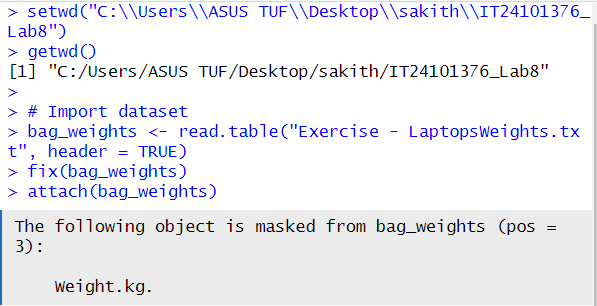 > setwd("C:\\Users\\ASUS TUF\\Desktop\\sakith\\IT24101376_
Lab8")
> getwd()
[1] "C:/Users/ASUS TUF/Desktop/sakith/IT24101376_Lab8"
>
> # Import dataset
> bag_weights <- read.table("Exercise - LaptopsWeights.tx
t", header = TRUE)
> fix(bag_weights)
> attach(bag_weights)
The following object is masked from bag_weights (pos =
3):
Weight.kg.